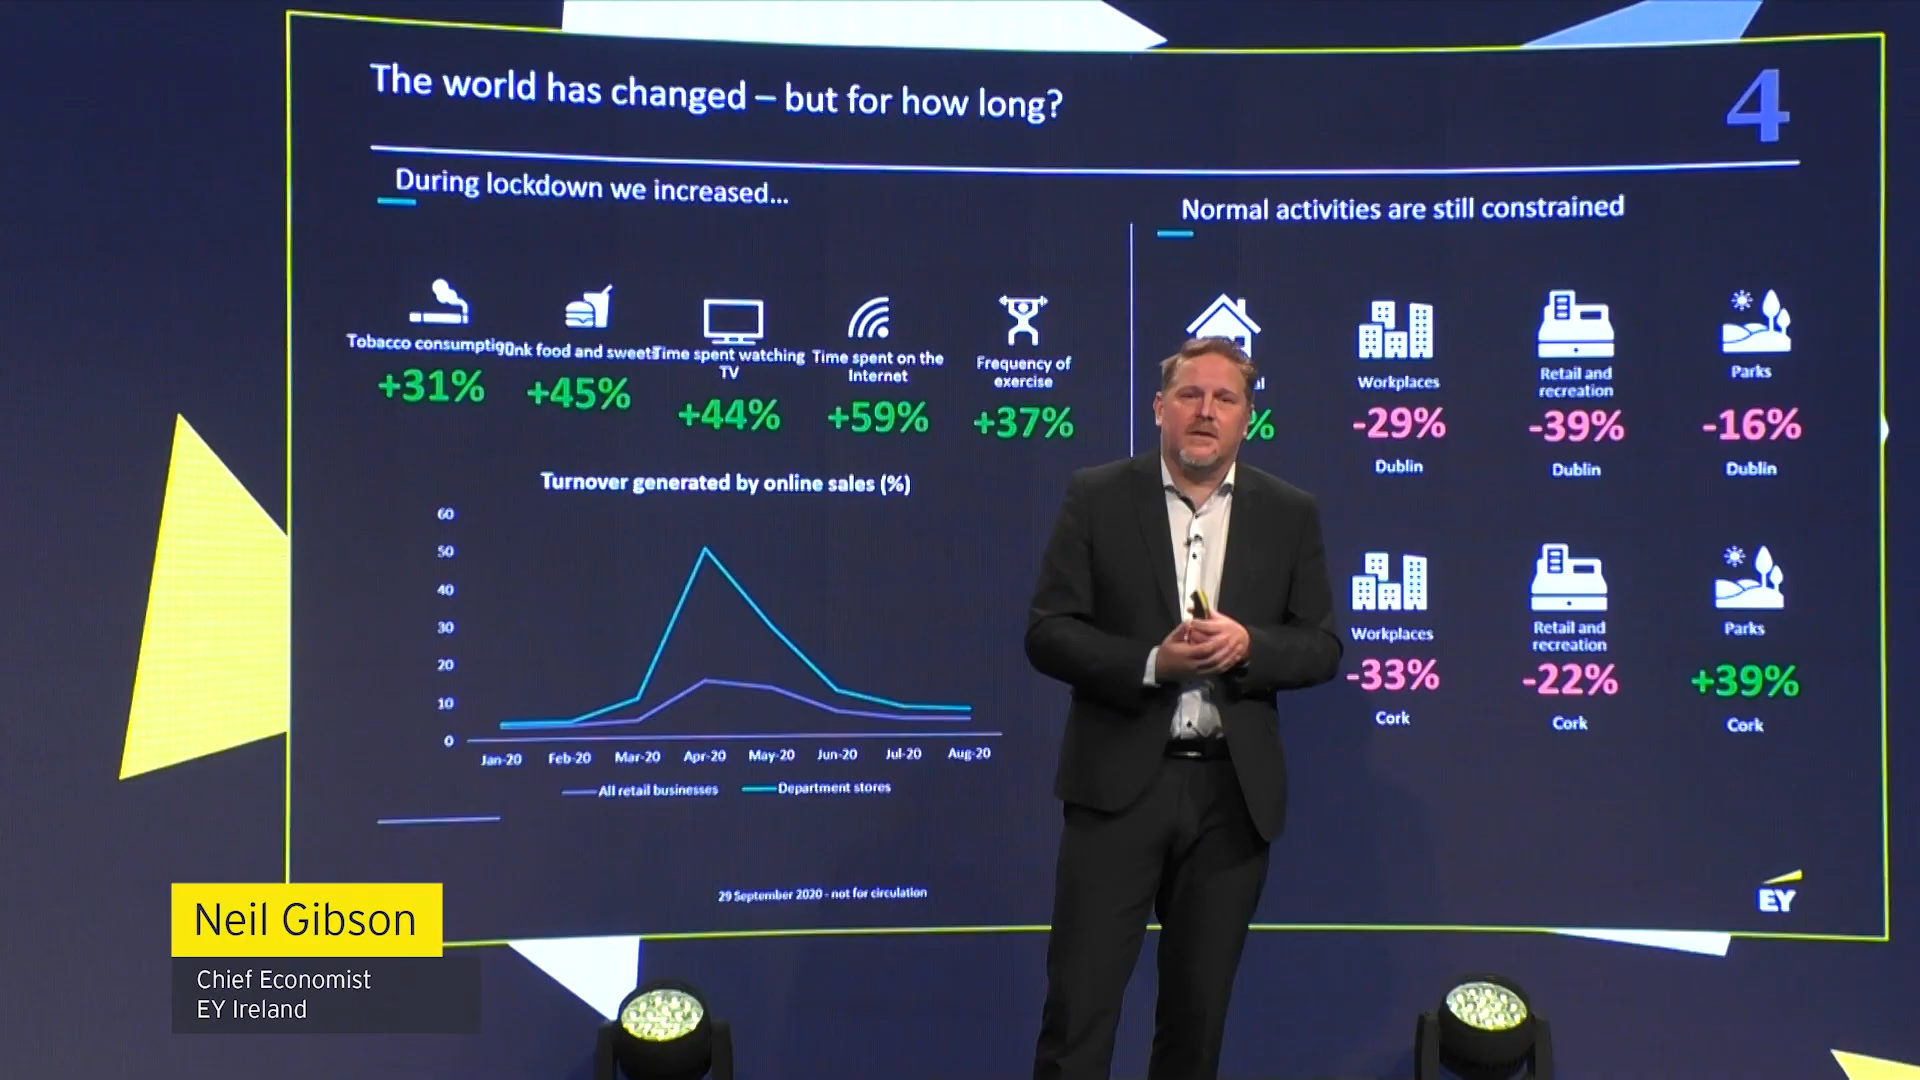 The world has changed – but for how long?
4
During lockdown we increased...
Normal activities are still constrained
Tobacco consumption
Junk food and sweets
Time spent watching
TV
Time spent on the
Internet
Frequency of
exercise
+31%
+45%
+44%
+59%
+37%
Workplaces
Retail and
recreation
Parks
%
-29%
-39%
-16%
Dublin
Dublin
Dublin
Turnover generated by online sales (%)
60
50
40
30
20
10
0
Jan-20
Feb-20
Mar-20
Apr-20
May-20
Jun-20
Jul-20
Aug-20
All retail businesses
Department stores
Workplaces
Retail and
recreation
Parks
-33%
-22%
+39%
Cork
Cork
Cork
29 September 2020 - not for circulation
EY
Neil Gibson
Chief Economist
EY Ireland